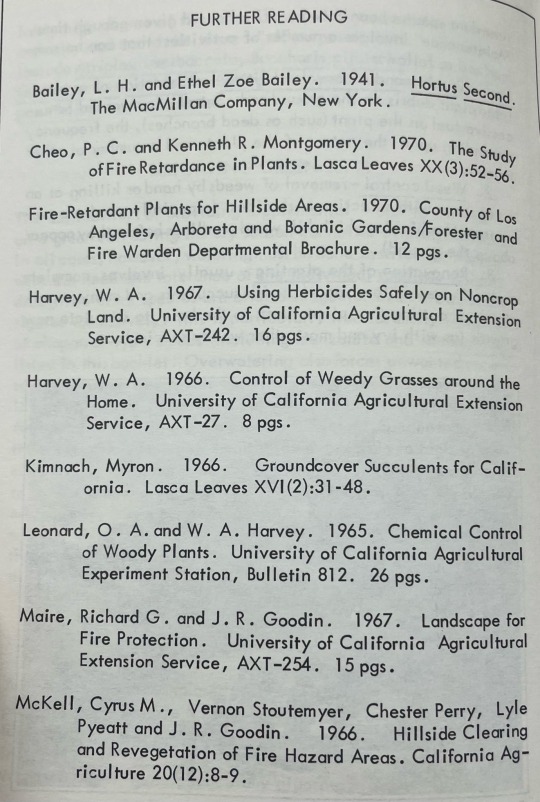 FURTHER READING
Bailey, L. H. and Ethel Zoe Bailey. 1941. Hortus Second.
The MacMillan Company, New York.
Cheo, P. C. and Kenneth R. Montgomery. 1970. The Study
of Fire Retardance in Plants. Lasca Leaves XX(3):52-56.
Fire-Retardant Plants for Hillside Areas. 1970. County of Los
Angeles, Arboreta and Botanic Gardens/Forester and
Fire Warden Departmental Brochure. 12 pgs.
Harvey, W. A. 1967. Using Herbicides Safely on Noncrop
Land. University of California Agricultural Extension
Service, AXT-242. 16 pgs.
Harvey, W. A. 1966. Control of Weedy Grasses around the
Home. University of California Agricultural Extension
Service, AXT-27. 8 pgs.
Kimnach, Myron. 1966. Groundcover Succulents for Calif-
ornia. Lasca Leaves XVI(2):31-48.
Leonard, O. A. and W. A. Harvey. 1965. Chemical Control
of Woody Plants. University of California Agricultural
Experiment Station, Bulletin 812. 26 pgs.
Maire, Richard G. and J. R. Goodin. 1967. Landscape for
Fire Protection. University of California Agricultural
Extension Service, AXT-254. 15 pgs.
McKell, Cyrus M., Vernon Stoutemyer, Chester Perry, Lyle
Pyeatt and J. R. Goodin. 1966. Hillside Clearing
and Revegetation of Fire Hazard Areas. California Ag-
riculture 20(12):8-9.